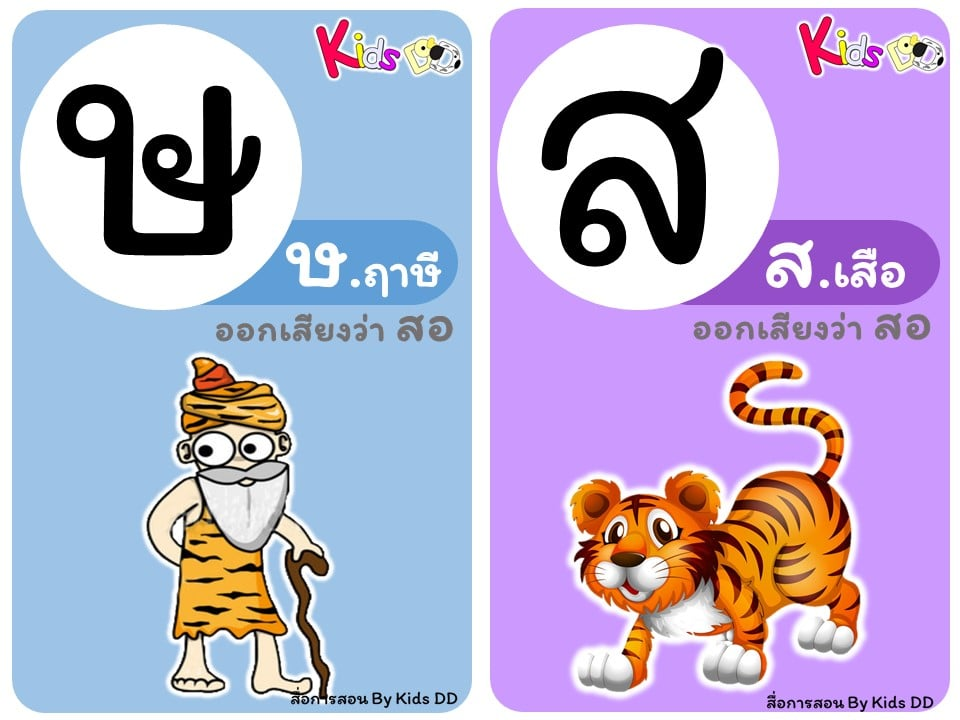 Kids DD
ษ
ษ.ฤาษี
ออกเสียงว่า สอ
สื่อการสอน By Kids DD
Kids DD
ส
ส.เสือ
ออกเสียงว่า สอ
สื่อการสอน By Kids DD